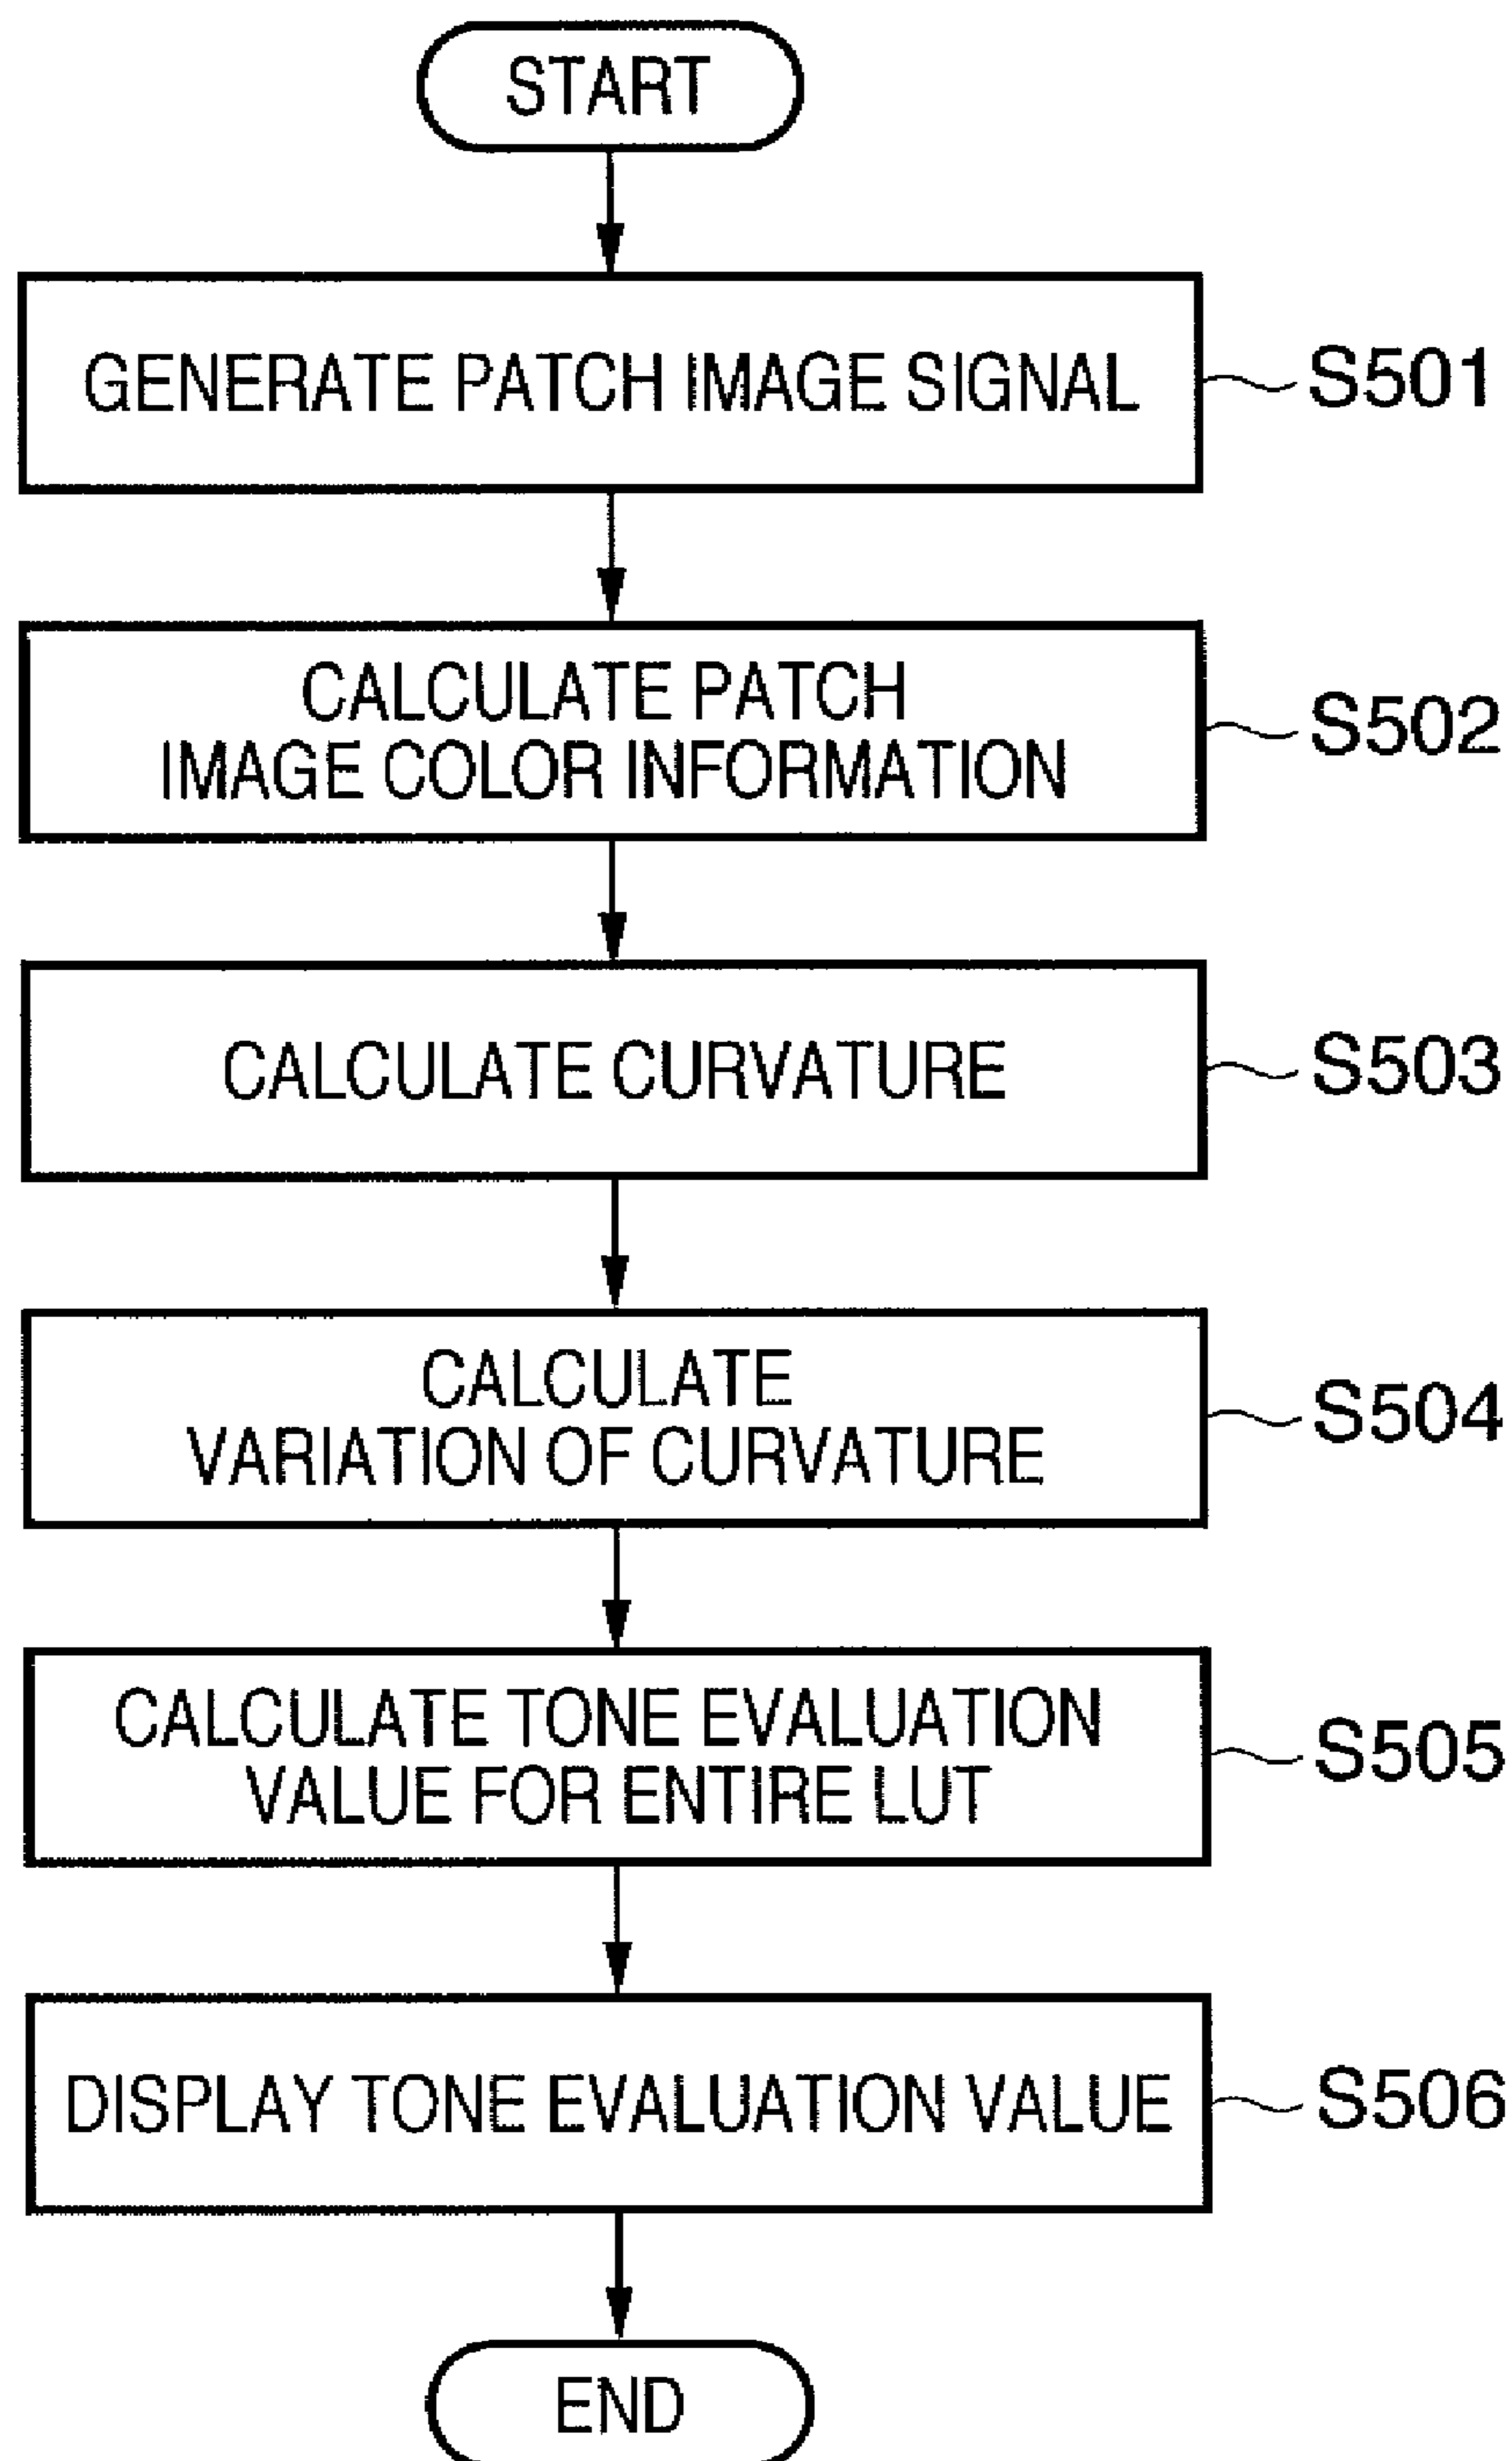 START
GENERATE PATCH IMAGE SIGNAL
S501
CALCULATE PATCH
IMAGE COLOR INFORMATION
S502
CALCULATE CURVATURE
S503
CALCULATE
VARIATION OF CURVATURE
S504
CALCULATE TONE EVALUATION
VALUE FOR ENTIRE LUT
S505
DISPLAY TONE EVALUATION VALUE
S506
END